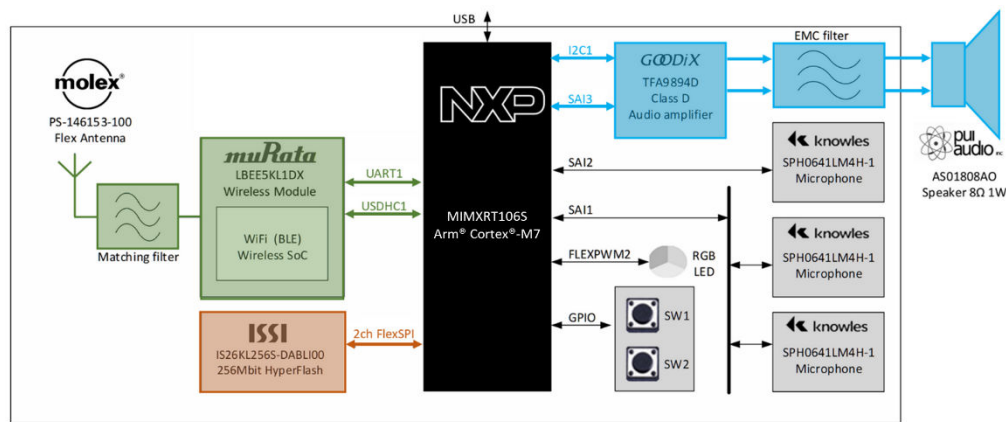 USB
molex®
PS-146153-100
Flex Antenna
Matching filter
muRata
LBEE5KL1DX
Wireless Module
WiFi (BLE)
Wireless SoC
UART1
USDHC1
ISSI
IS26KL256S-DABLI00
256Mbit HyperFlash
2ch FlexSPI
NXP
MIMXRT106S
Arm® Cortex®-M7
I2C1
SAI3
GOODiX
TFA9894D
Class D
Audio amplifier
EMC filter
pui
audio inc
AS01808AO
Speaker 8Ω 1W
SAI2
knowles
SPH0641LM4H-1
Microphone
SAI1
knowles
SPH0641LM4H-1
Microphone
FLEXPWM2
RGB
LED
GPIO
SW1
SW2
knowles
SPH0641LM4H-1
Microphone